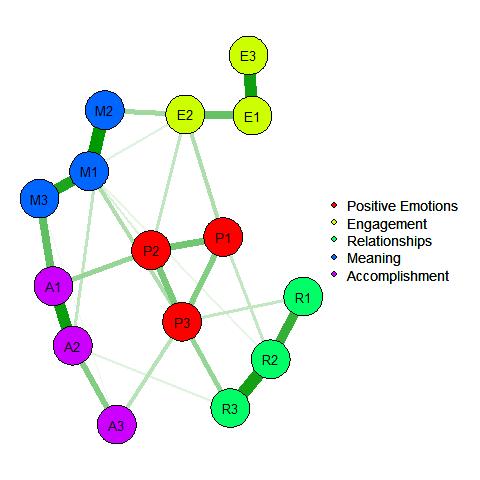 E3
M2
E2
E1
M1
M3
P1
P2
A1
R1
P3
A2
R2
R3
A3
Positive Emotions
Engagement
Relationships
Meaning
Accomplishment